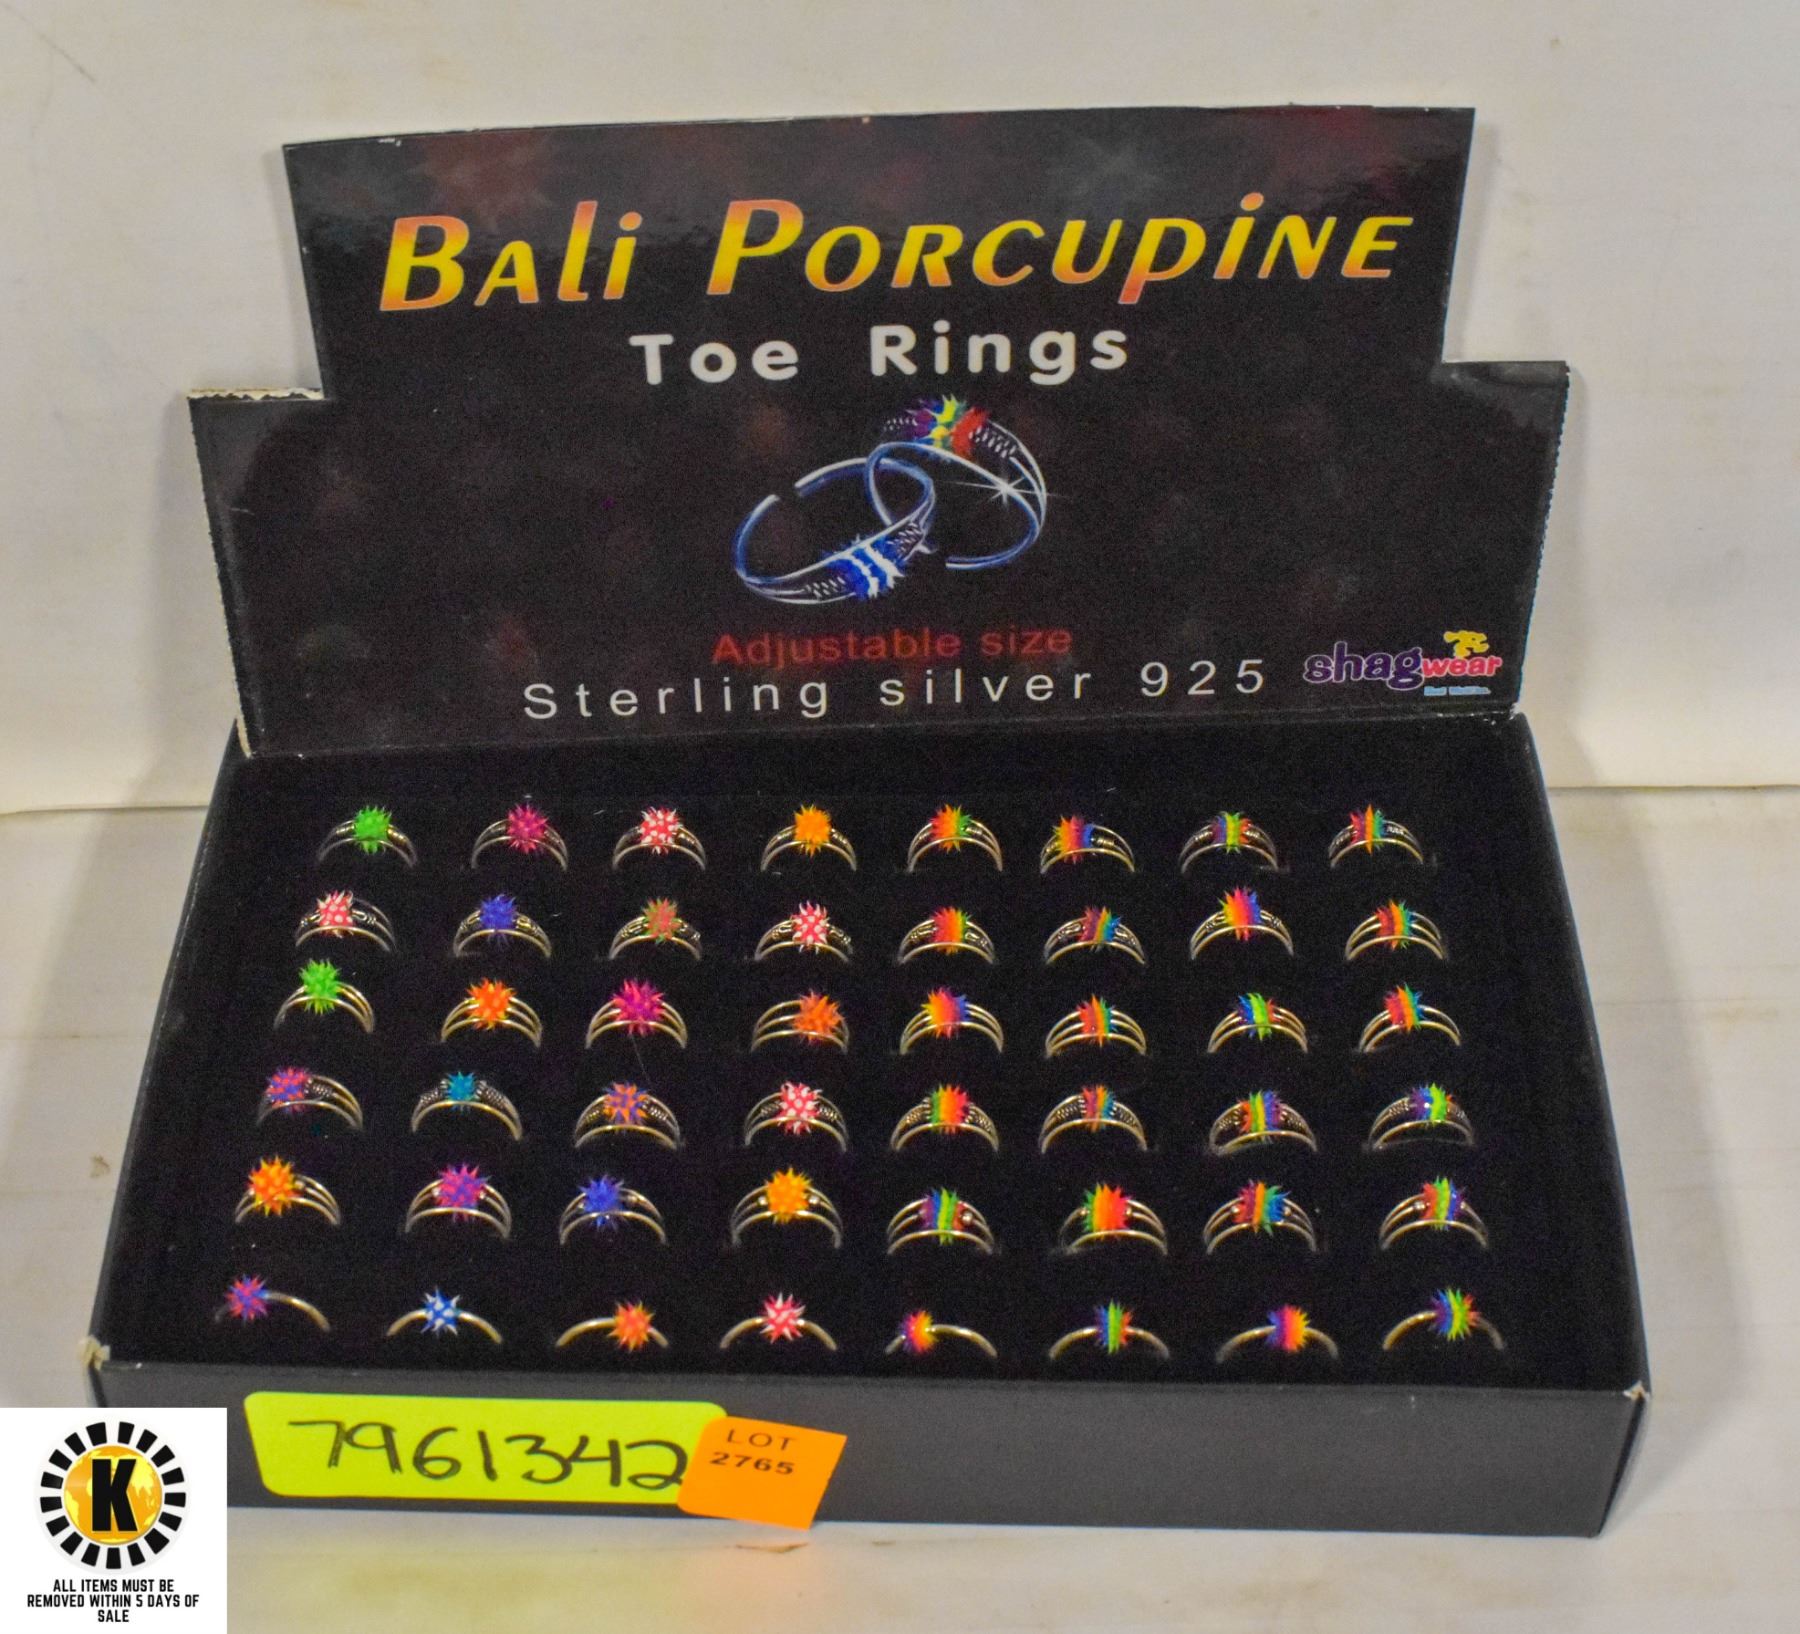 BALi PORCUPiNE
Toe Rings
Adjustable size
Sterling silver 925
shagwear
7961342
LOT
2765
K
ALL ITEMS MUST BE
REMOVED WITHIN 5 DAYS OF
SALE